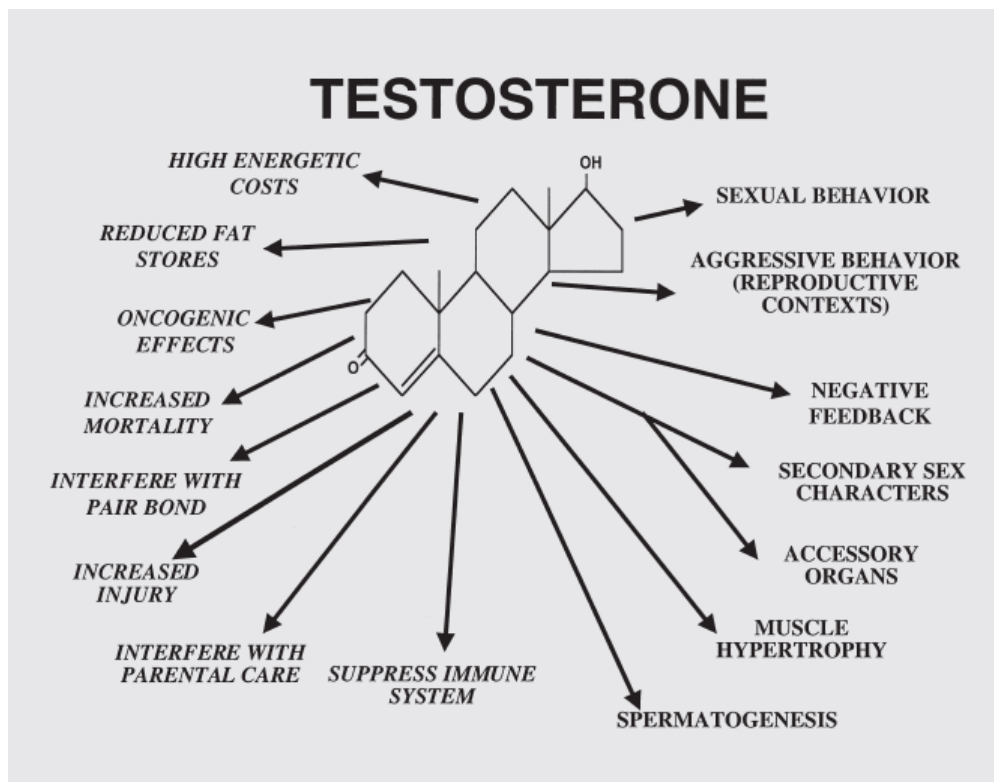 TESTOSTERONE
HIGH ENERGETIC
COSTS
REDUCED FAT
STORES
ONCOGENIC
EFFECTS
INCREASED
MORTALITY
INTERFERE WITH
PAIR BOND
INCREASED
INJURY
INTERFERE WITH
PARENTAL CARE
SUPPRESS IMMUNE
SYSTEM
OH
O
SEXUAL BEHAVIOR
AGGRESSIVE BEHAVIOR
(REPRODUCTIVE
CONTEXTS)
NEGATIVE
FEEDBACK
SECONDARY SEX
CHARACTERS
ACCESSORY
ORGANS
MUSCLE
HYPERTROPHY
SPERMATOGENESIS